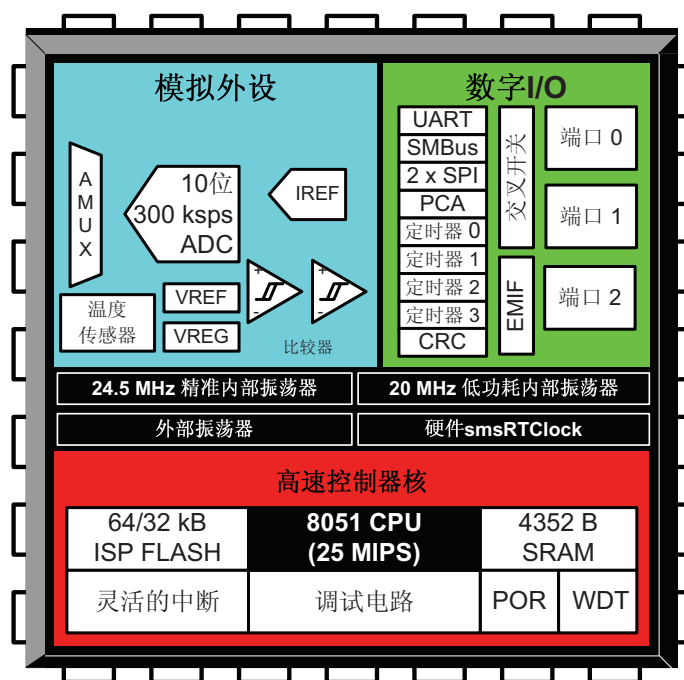 模拟外设
A
M
U
X
10位
300 ksps
ADC
IREF
温度
传感器
VREF
VREG
+
-
+
-
比较器
数字I/O
UART
SMBus
2 x SPI
PCA
定时器 0
定时器 1
定时器 2
定时器 3
CRC
交叉开关
EMIF
端口 0
端口 1
端口 2
24.5 MHz 精准内部振荡器
20 MHz 低功耗内部振荡器
外部振荡器
硬件smsRTClock
高速控制器核
64/32 kB
ISP FLASH
8051 CPU
(25 MIPS)
4352 B
SRAM
灵活的中断
调试电路
POR
WDT